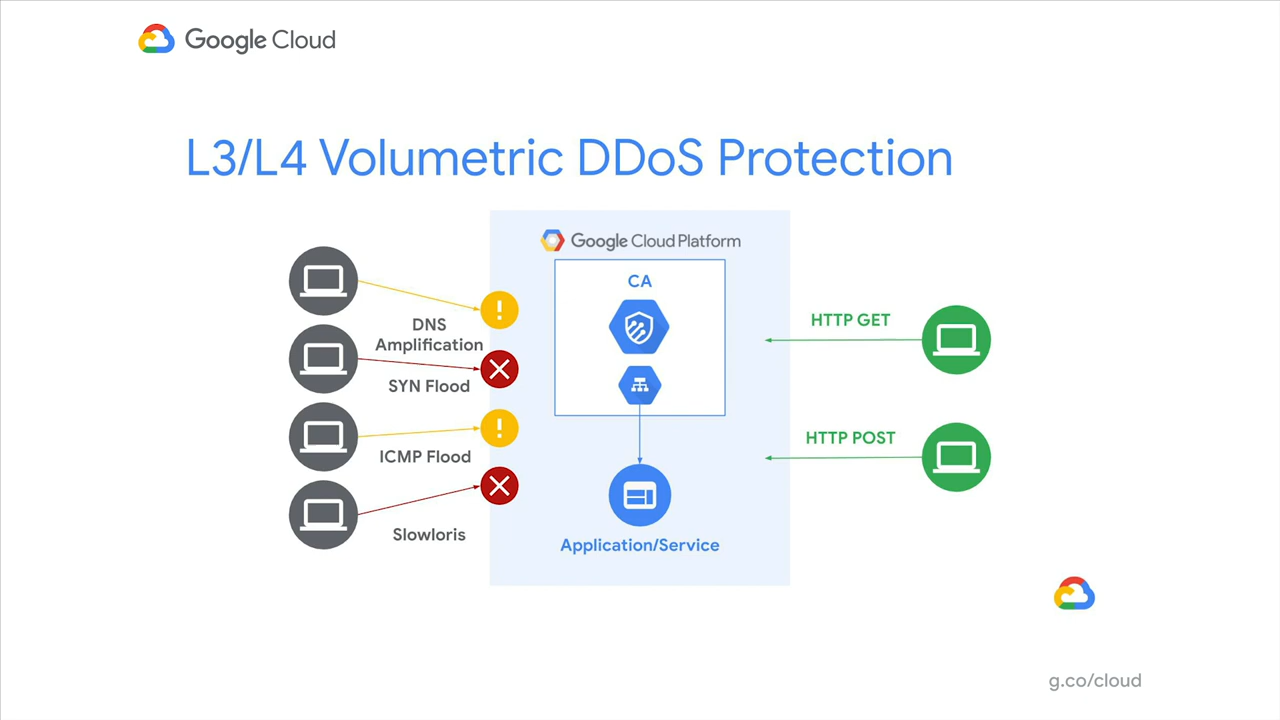 Google Cloud
L3/L4 Volumetric DDoS Protection
Google Cloud Platform
CA
DNS
Amplification
SYN Flood
ICMP Flood
Slowloris
HTTP GET
HTTP POST
Application/Service
g.co/cloud